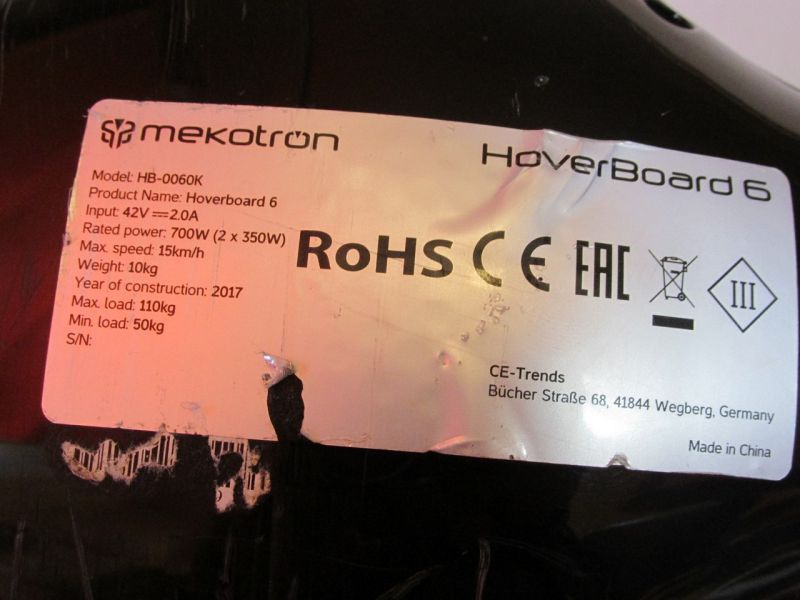 mekotron
HoverBoard 6
Model: HB-0060K
Product Name: Hoverboard 6
Input: 42V⎓2.0A
Rated power: 700W (2 x 350W)
Max. speed: 15km/h
Weight: 10kg
Year of construction: 2017
Max. load: 110kg
Min. load: 50kg
S/N:
RoHS CE EAC III
CE-Trends
Bücher Straße 68, 41844 Wegberg, Germany
Made in China